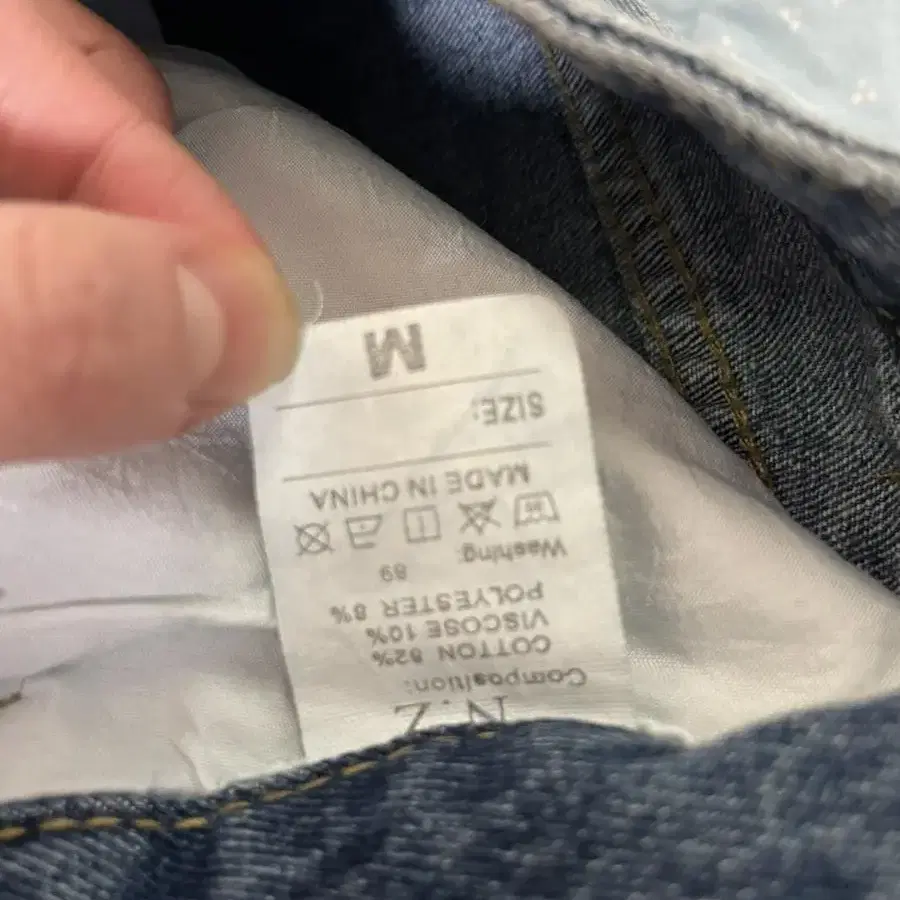 N.Z
Composition:
COTTON 82%
VISCOSE 10%
POLYESTER 8%
89
Washing:
MADE IN CHINA
SIZE:
M